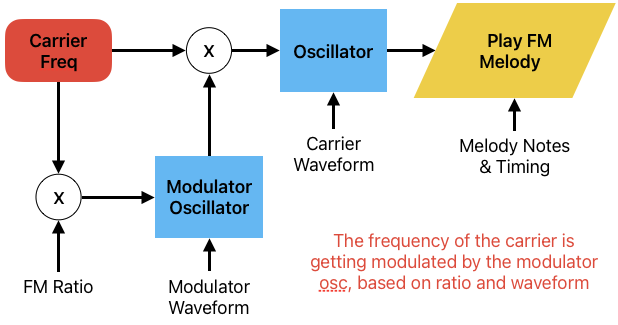 Carrier
Freq
X
Oscillator
Play FM
Melody
Carrier
Waveform
Melody Notes
& Timing
X
Modulator
Oscillator
FM Ratio
Modulator
Waveform
The frequency of the carrier is
getting modulated by the modulator
osc, based on ratio and waveform